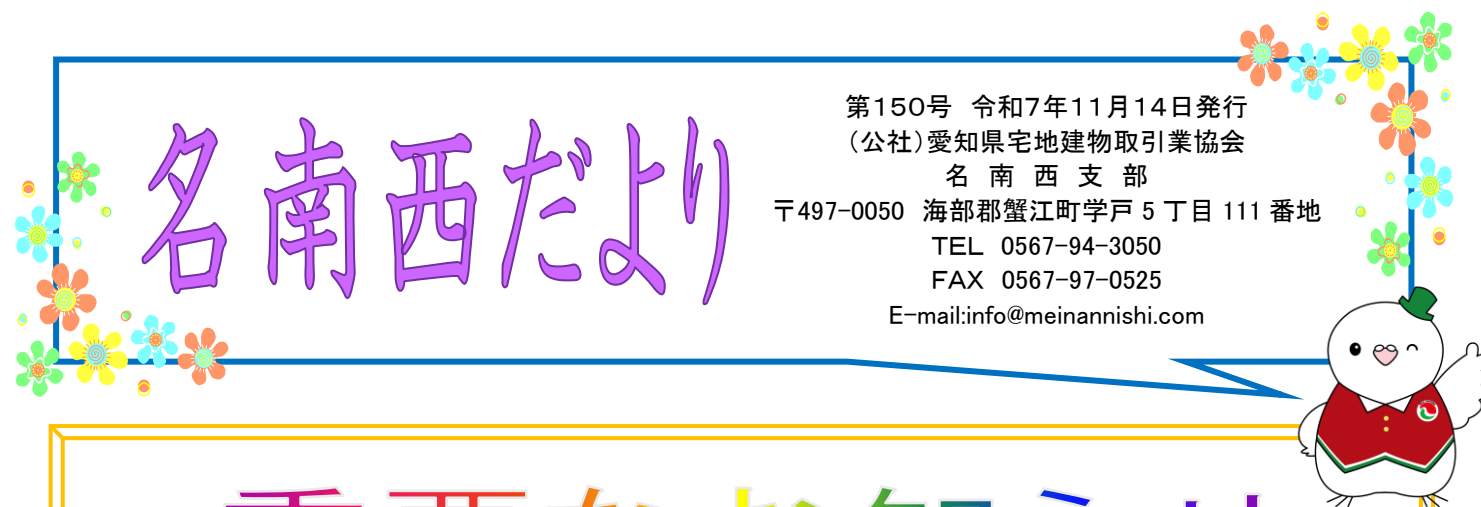 名南西だより
第150号 令和7年11月14日発行
(公社)愛知県宅地建物取引業協会
名 南 西 支 部
〒497-0050 海部郡蟹江町学戸5丁目111番地
TEL 0567-94-3050
FAX 0567-97-0525
E-mail:info@meinannishi.com